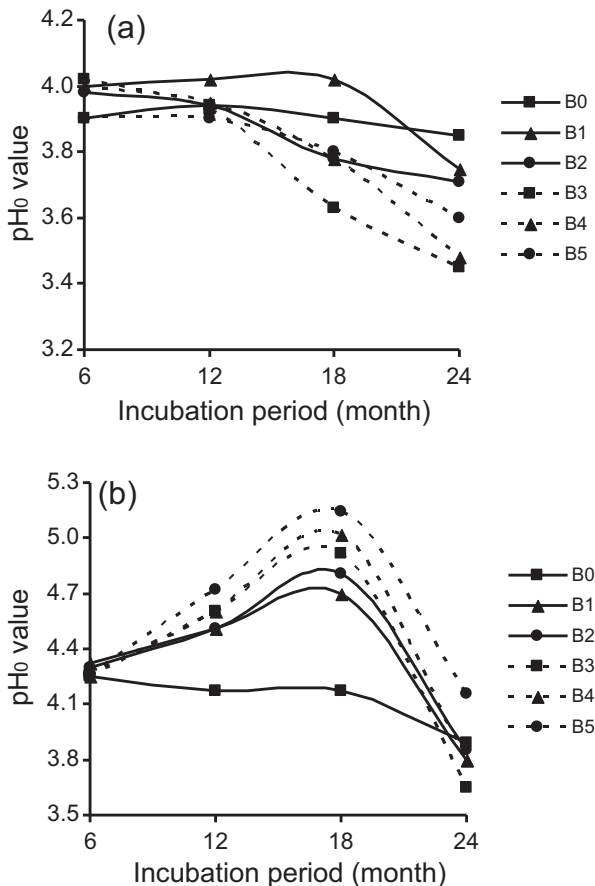 (a)
4.2
4.0
3.8
3.6
3.4
3.2
pH0 value
6 12 18 24
Incubation period (month)
B0
B1
B2
B3
B4
B5
(b)
5.3
5.0
4.7
4.4
4.1
3.8
3.5
pH0 value
6 12 18 24
Incubation period (month)
B0
B1
B2
B3
B4
B5